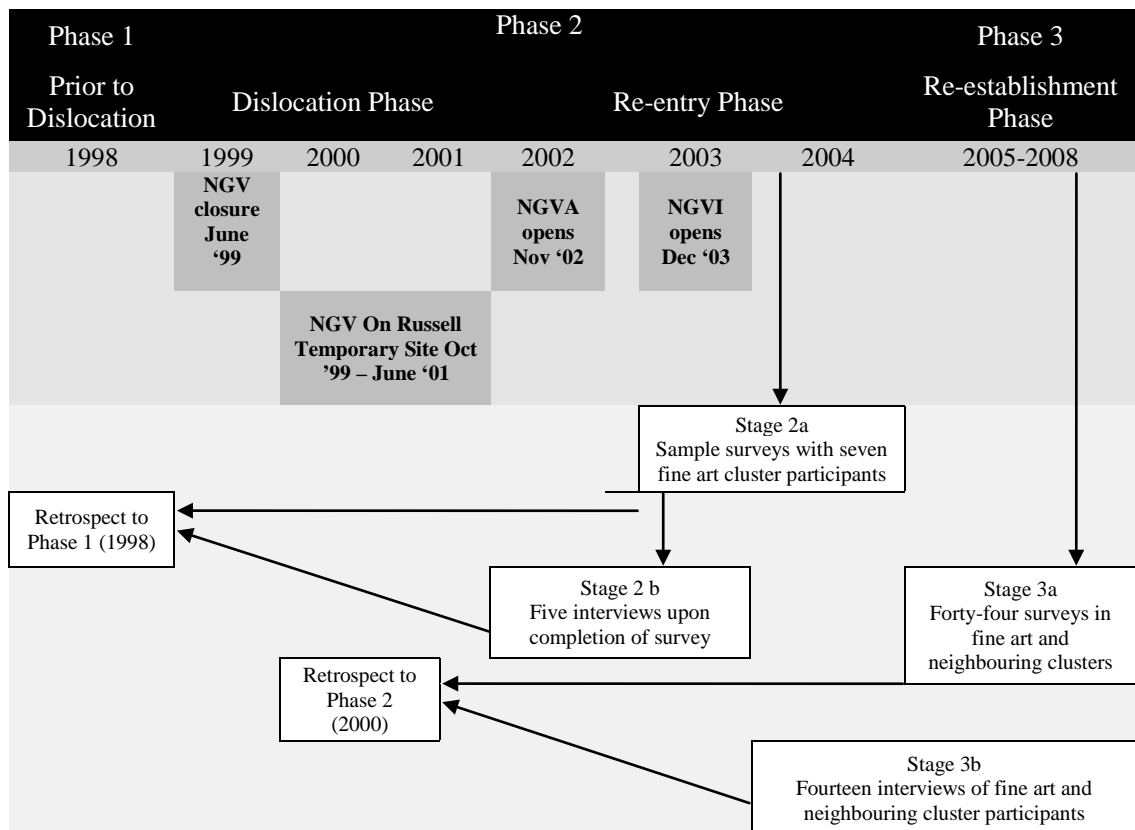 Phase 1
Phase 2
Phase 3
Prior to
Dislocation
Dislocation Phase
Re-entry Phase
Re-establishment
Phase
1998
1999
2000
2001
2002
2003
2004
2005-2008
NGV
closure
June
‘99
NGVA
opens
Nov ‘02
NGVI
opens
Dec ‘03
NGV On Russell
Temporary Site Oct
’99 – June ‘01
Stage 2a
Sample surveys with seven
fine art cluster participants
Retrospect to
Phase 1 (1998)
Stage 2 b
Five interviews upon
completion of survey
Stage 3a
Forty-four surveys in
fine art and
neighbouring clusters
Retrospect to
Phase 2
(2000)
Stage 3b
Fourteen interviews of fine art and
neighbouring cluster participants